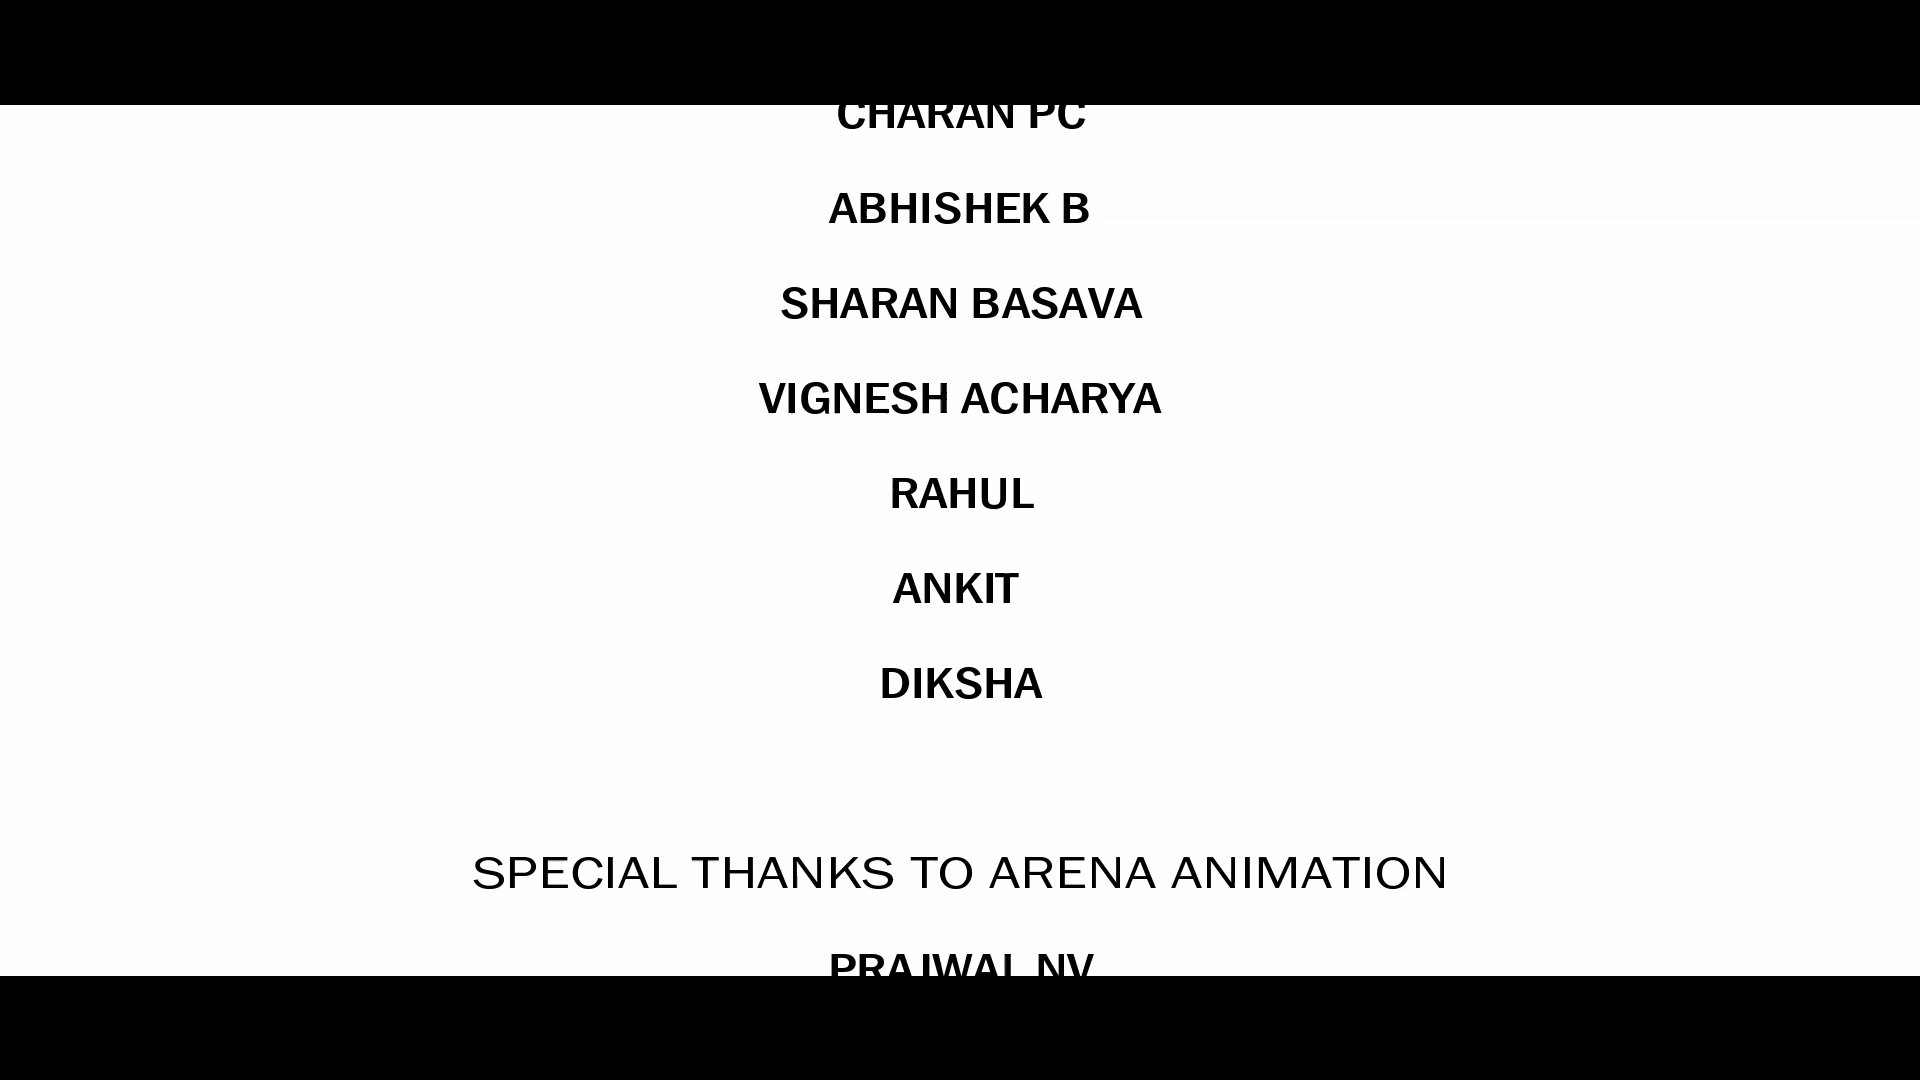 CHARAN PC
ABHISHEK B
SHARAN BASAVA
VIGNESH ACHARYA
RAHUL
ANKIT
DIKSHA
SPECIAL THANKS TO ARENA ANIMATION
PRAJWAL NV